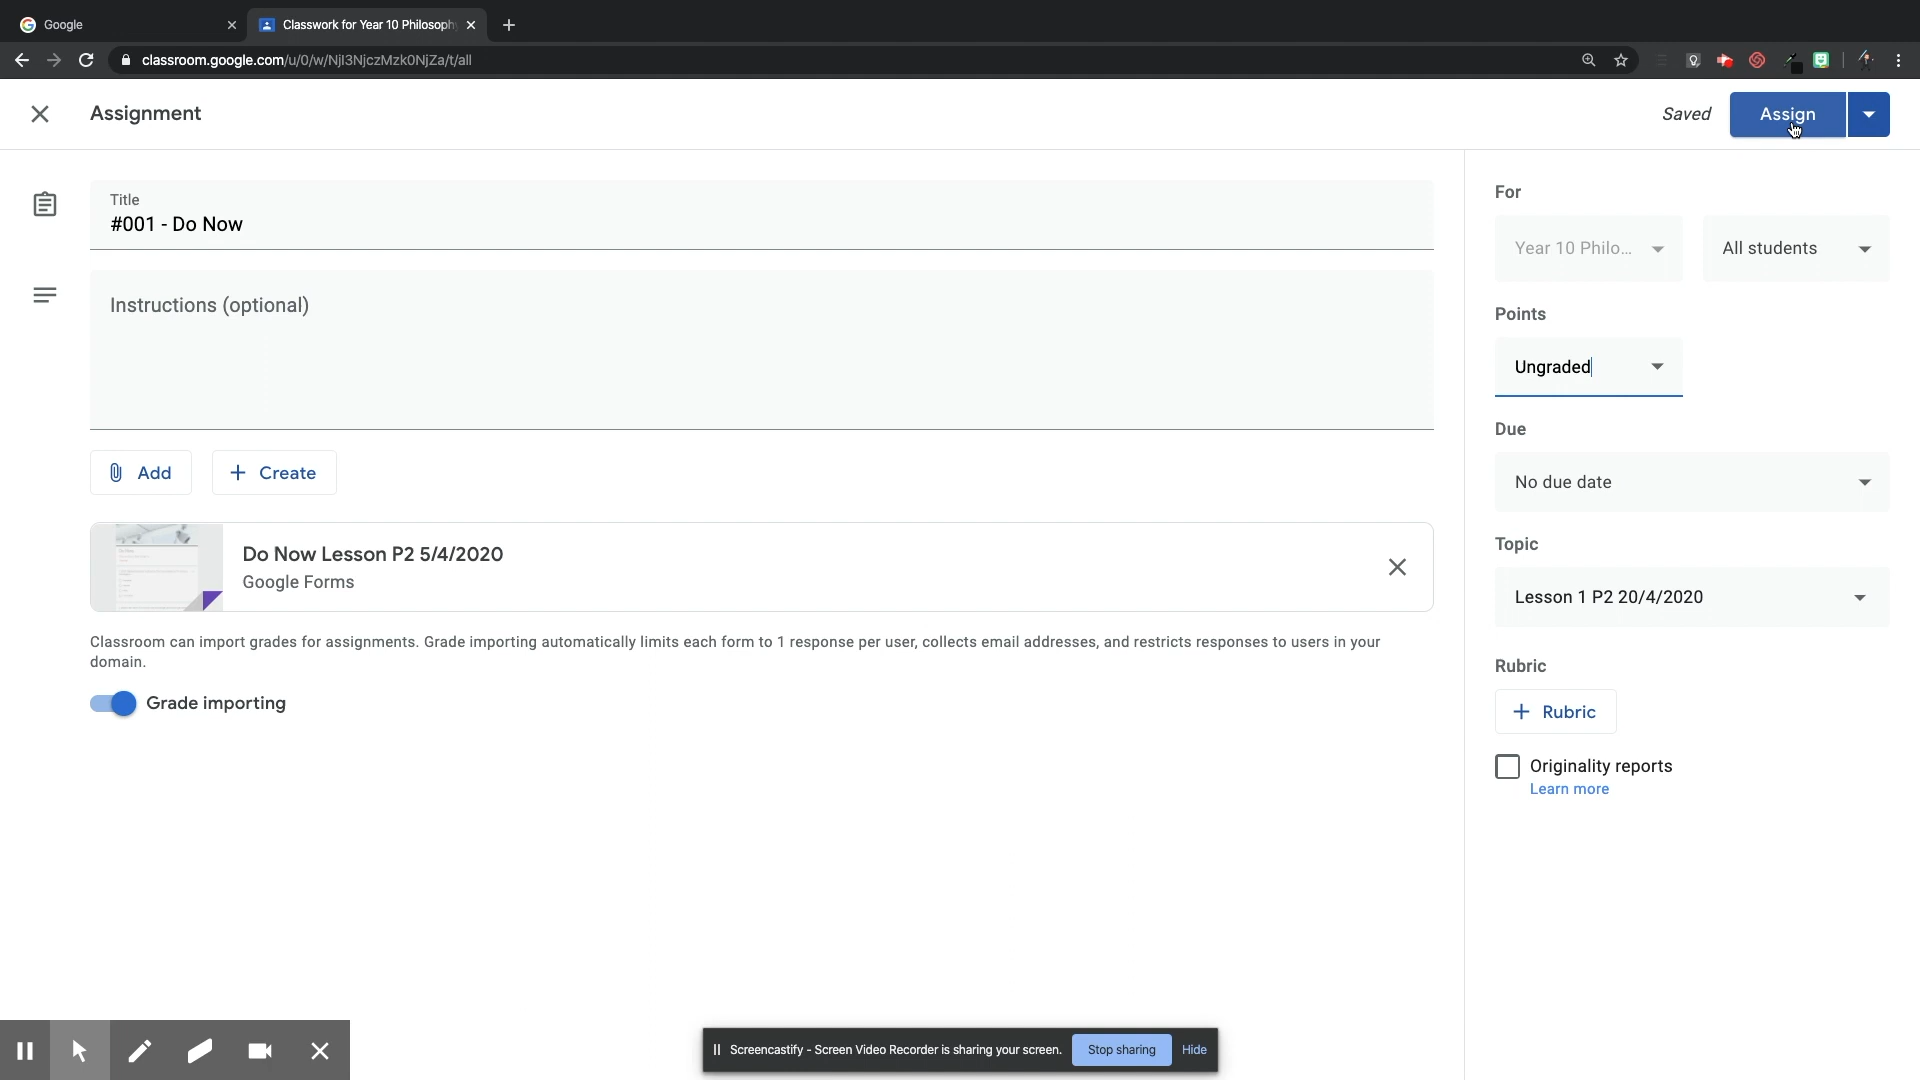 Google
Classwork for Year 10 Philosoph
classroom.google.com/u/0/w/NjI3NjczMzk0NjZa/t/all
Assignment
Saved
Assign
Title
#001 - Do Now
Instructions (optional)
Add
Create
Do Now Lesson P2 5/4/2020
Google Forms
Classroom can import grades for assignments. Grade importing automatically limits each form to 1 response per user, collects email addresses, and restricts responses to users in your
domain.
Grade importing
For
Year 10 Philo...
All students
Points
Ungraded
Due
No due date
Topic
Lesson 1 P2 20/4/2020
Rubric
Rubric
Originality reports
Learn more
Screencastify - Screen Video Recorder is sharing your screen.
Stop sharing
Hide